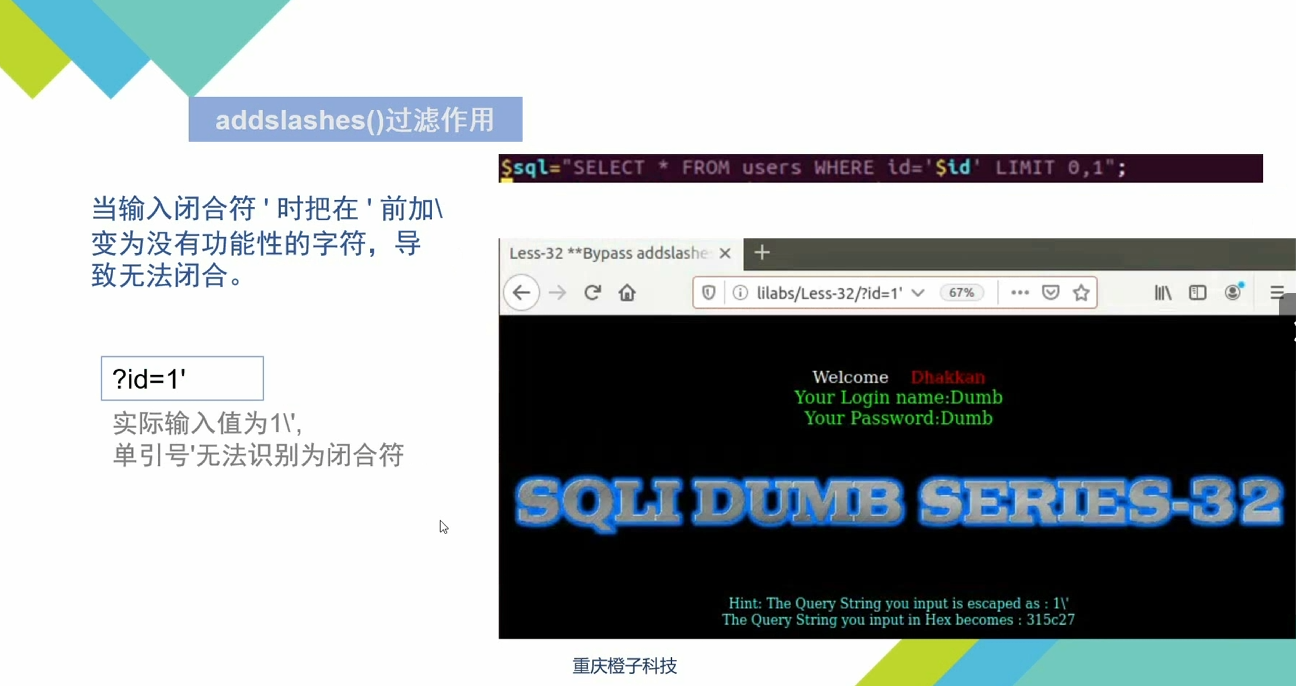 addslashes()过滤作用
当输入闭合符 ' 时把在 ' 前加\
变为没有功能性的字符，导
致无法闭合。
?id=1'
实际输入值为1\',
单引号'无法识别为闭合符
$sql="SELECT * FROM users WHERE id='$id' LIMIT 0,1";
Less-32 **Bypass addslashe
lilabs/Less-32/?id=1'
67%
Welcome Dhakkan
Your Login name:Dumb
Your Password:Dumb
SQLI DUMB SERIES-32
Hint: The Query String you input is escaped as : 1\'
The Query String you input in Hex becomes : 315c27
重庆橙子科技